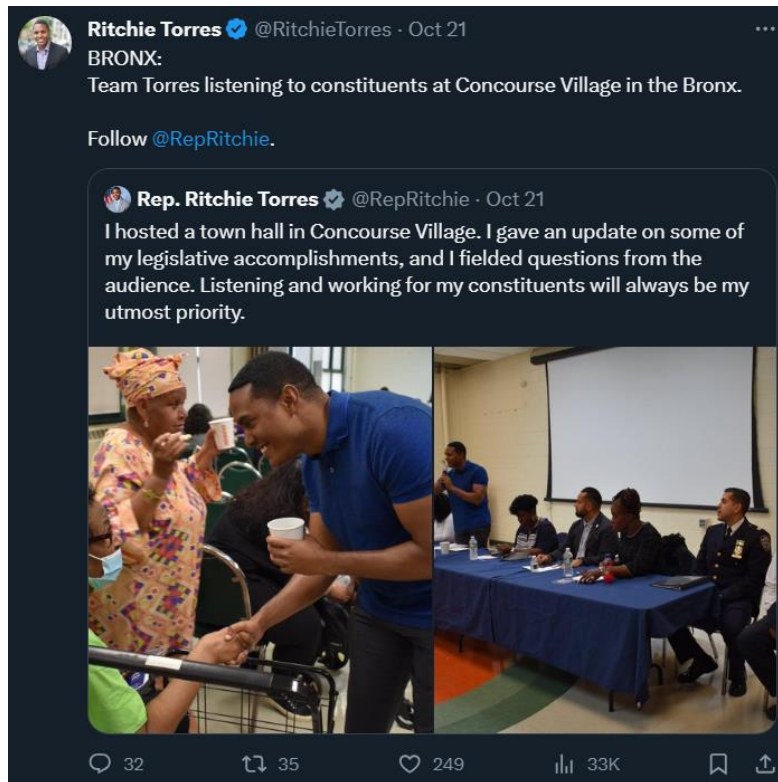 Ritchie Torres @RitchieTorres · Oct 21
BRONX:
Team Torres listening to constituents at Concourse Village in the Bronx.
Follow @RepRitchie.
Rep. Ritchie Torres @RepRitchie · Oct 21
I hosted a town hall in Concourse Village. I gave an update on some of
my legislative accomplishments, and I fielded questions from the
audience. Listening and working for my constituents will always be my
utmost priority.
32 35 249 33K